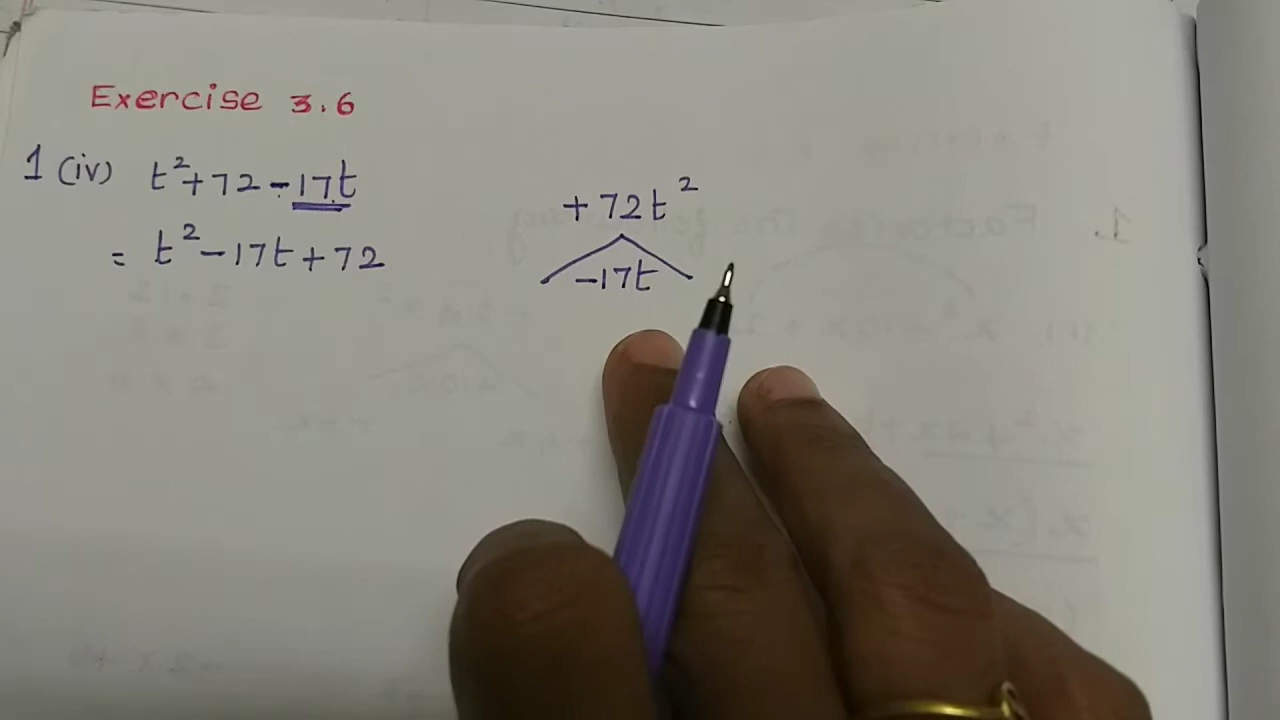 Exercise 3.6
1 (iv) t²+72-17t
= t²-17t+72
+72t²
-17t